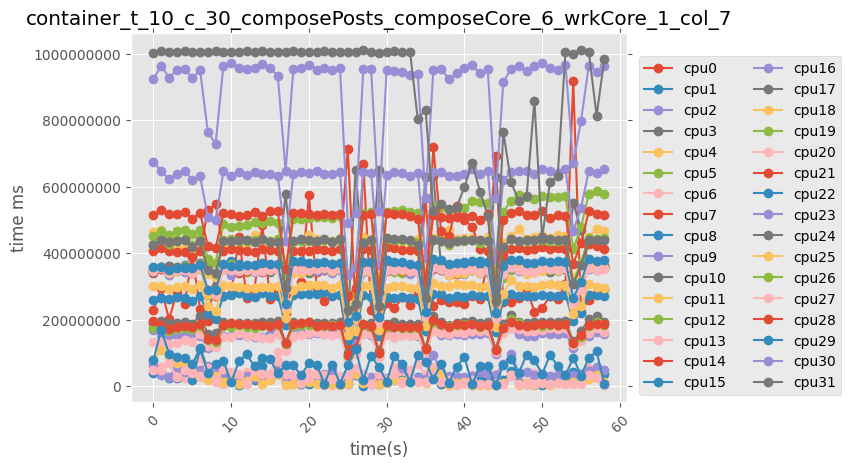 container_t_10_c_30_composePosts_composeCore_6_wrkCore_1_col_7
1000000000
800000000
600000000
400000000
200000000
0
time ms
0
10
20
30
40
50
60
time(s)
cpu0
cpu1
cpu2
cpu3
cpu4
cpu5
cpu6
cpu7
cpu8
cpu9
cpu10
cpu11
cpu12
cpu13
cpu14
cpu15
cpu16
cpu17
cpu18
cpu19
cpu20
cpu21
cpu22
cpu23
cpu24
cpu25
cpu26
cpu27
cpu28
cpu29
cpu30
cpu31